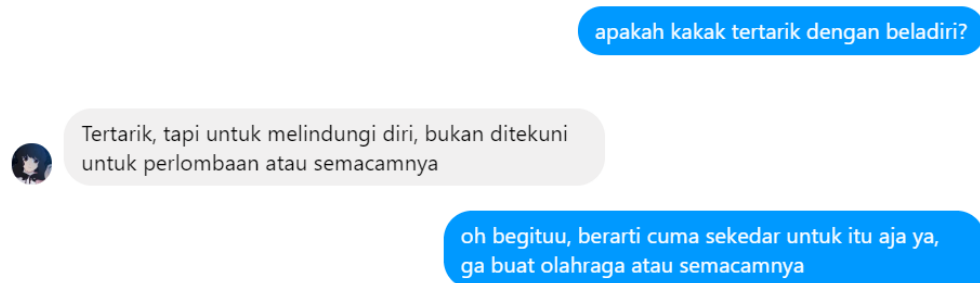 apakah kakak tertarik dengan beladiri?
Tertarik, tapi untuk melindungi diri, bukan ditekuni
untuk perlombaan atau semacamnya
oh begituu, berarti cuma sekedar untuk itu aja ya,
ga buat olahraga atau semacamnya